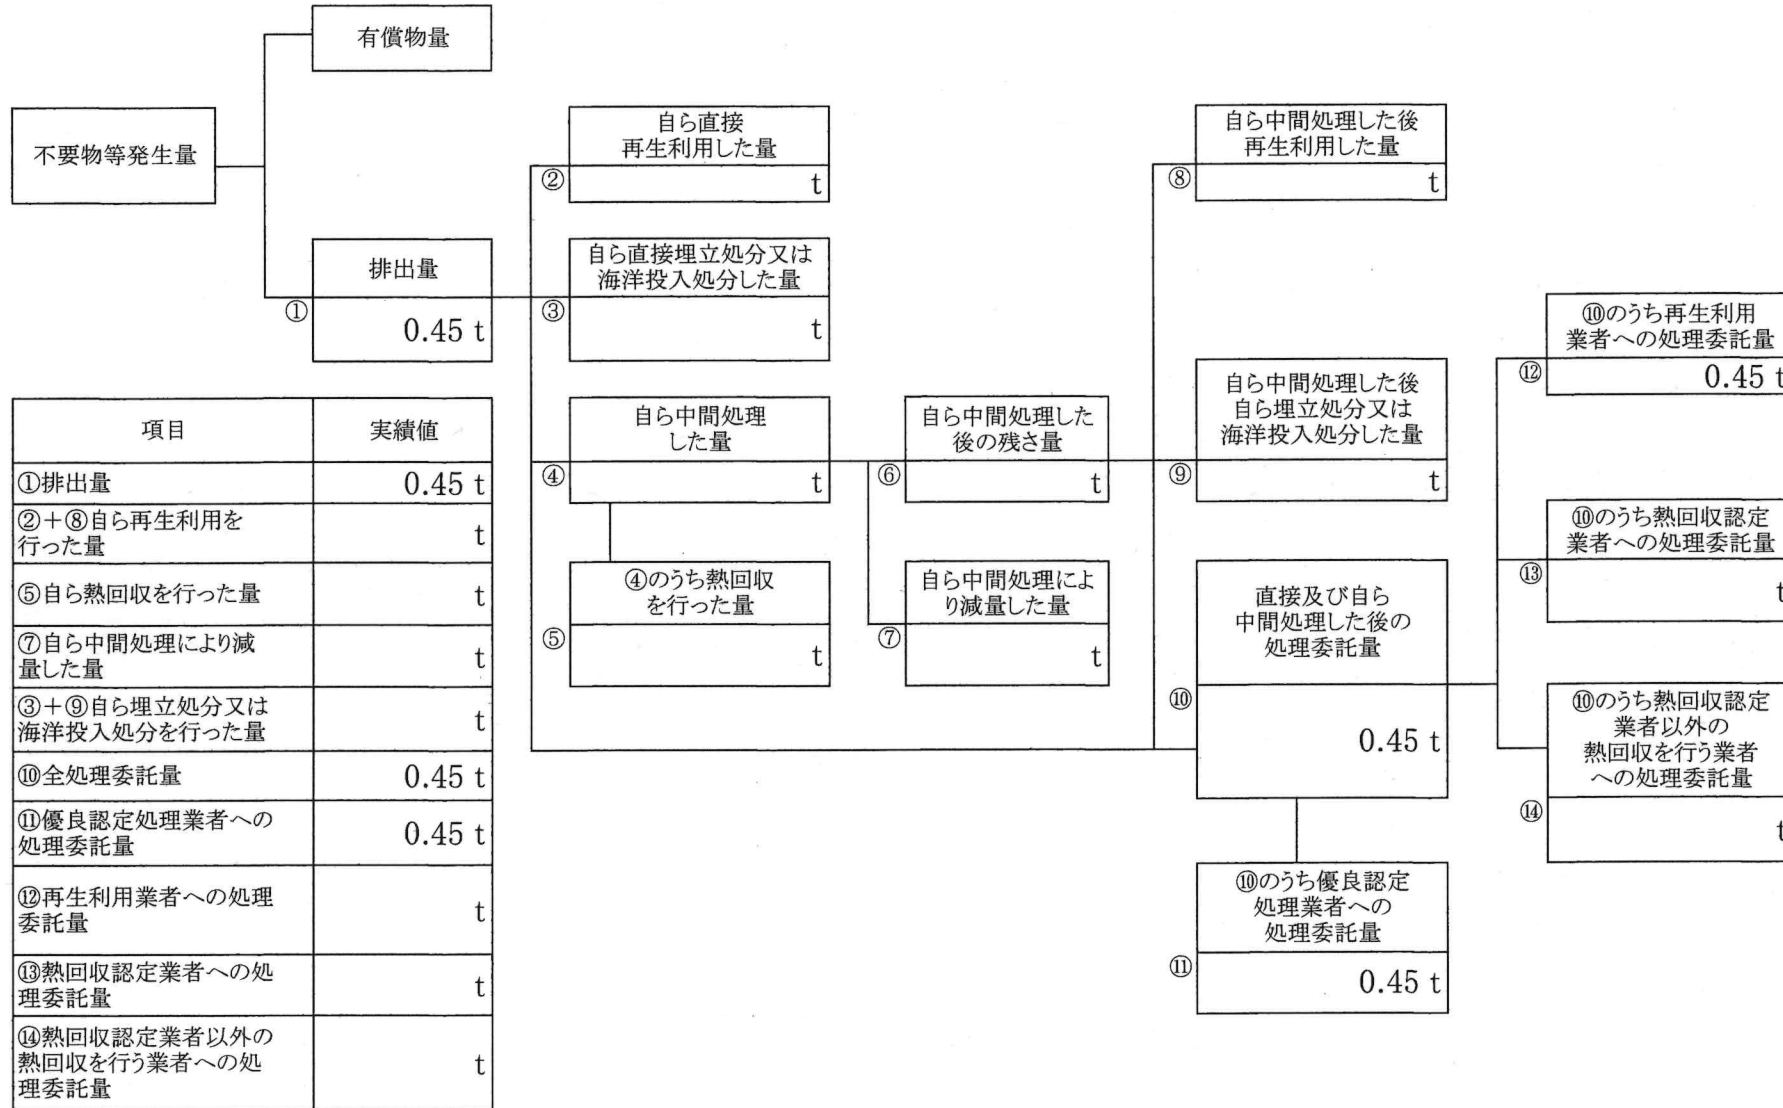 有償物量
不要物等発生量
排出量
①
0.45 t
自ら直接
再生利用した量
②
t
自ら直接埋立処分又は
海洋投入処分した量
③
t
自ら中間処理
した量
④
t
④のうち熱回収
を行った量
⑤
t
自ら中間処理した
後の残さ量
⑥
t
自ら中間処理によ
り減量した量
⑦
t
自ら中間処理した後
再生利用した量
⑧
t
自ら中間処理した後
自ら埋立処分又は
海洋投入処分した量
⑨
t
直接及び自ら
中間処理した後の
処理委託量
⑩
0.45 t
⑩のうち優良認定
処理業者への
処理委託量
⑪
0.45 t
⑩のうち再生利用
業者への処理委託量
⑫
0.45 t
⑩のうち熱回収認定
業者への処理委託量
⑬
t
⑩のうち熱回収認定
業者以外の
熱回収を行う業者
への処理委託量
⑭
t
項目 実績値
①排出量 0.45 t
②+⑧自ら再生利用を
行った量 t
⑤自ら熱回収を行った量 t
⑦自ら中間処理により減
量した量 t
③+⑨自ら埋立処分又は
海洋投入処分を行った量 t
⑩全処理委託量 0.45 t
⑪優良認定処理業者への
処理委託量 0.45 t
⑫再生利用業者への処理
委託量 t
⑬熱回収認定業者への処
理委託量 t
⑭熱回収認定業者以外の
熱回収を行う業者への処
理委託量 t